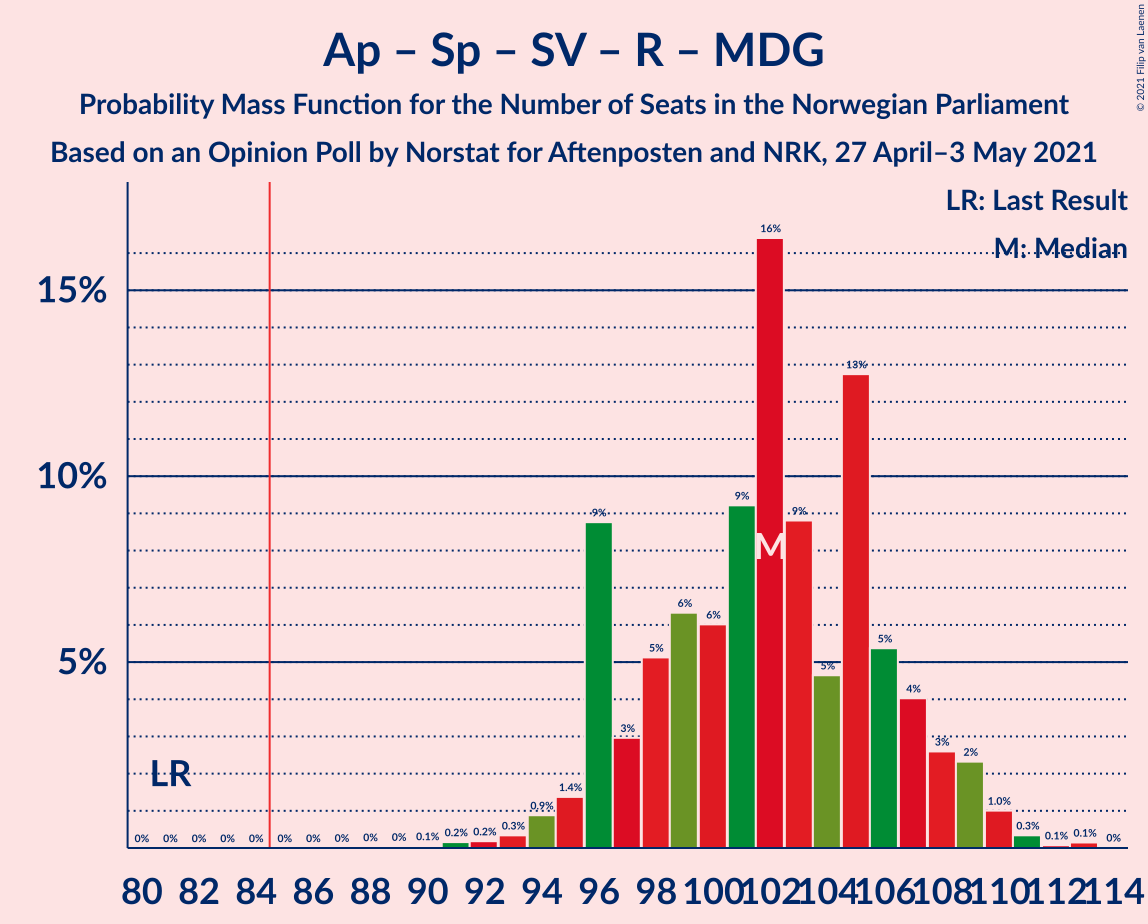 Ap – Sp – SV – R – MDG
Probability Mass Function for the Number of Seats in the Norwegian Parliament
Based on an Opinion Poll by Norstat for Aftenposten and NRK, 27 April–3 May 2021
© 2021 Filip van Laenen
LR: Last Result
M: Median
15%
10%
5%
LR
M
0% 0% 0% 0% 0% 0% 0% 0% 0% 0% 0.1% 0.2% 0.2% 0.3% 0.9% 1.4% 9% 3% 5% 6% 6% 9% 16% 9% 5% 13% 5% 4% 3% 2% 1.0% 0.3% 0.1% 0.1% 0%
80 82 84 86 88 90 92 94 96 98 100 102 104 106 108 110 112 114